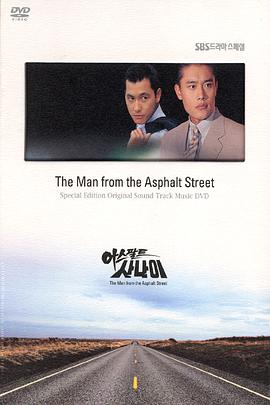 DVD
VIDEO
SBS드라마스페셜
The Man from the Asphalt Street
Special Edition Original Sound Track Music DVD
아스팔트
사나이
The Man from the Asphalt Street